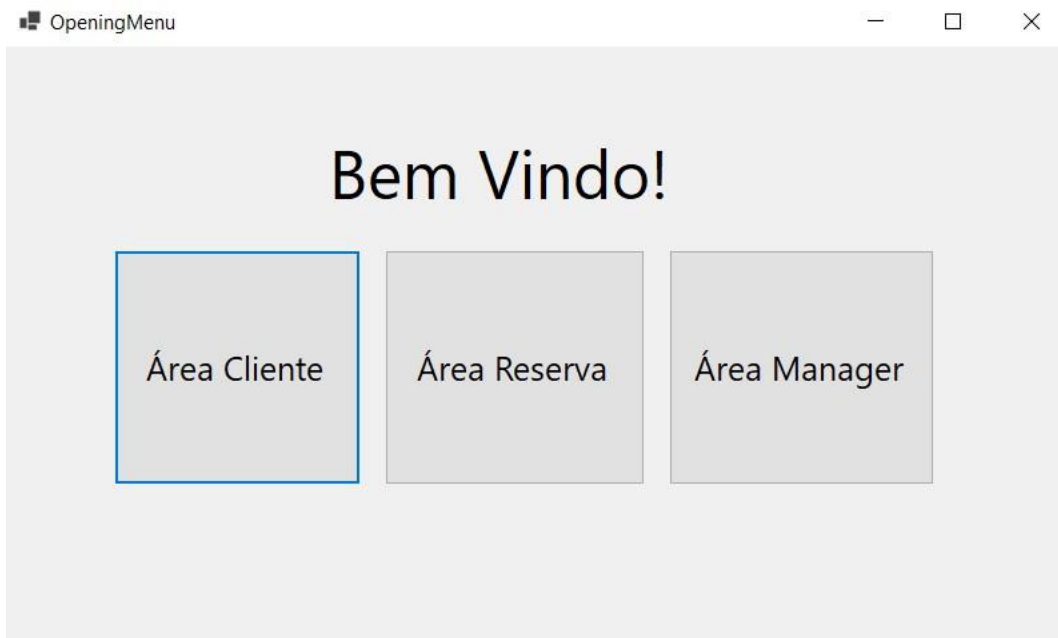 OpeningMenu
Bem Vindo!
Área Cliente
Área Reserva
Área Manager